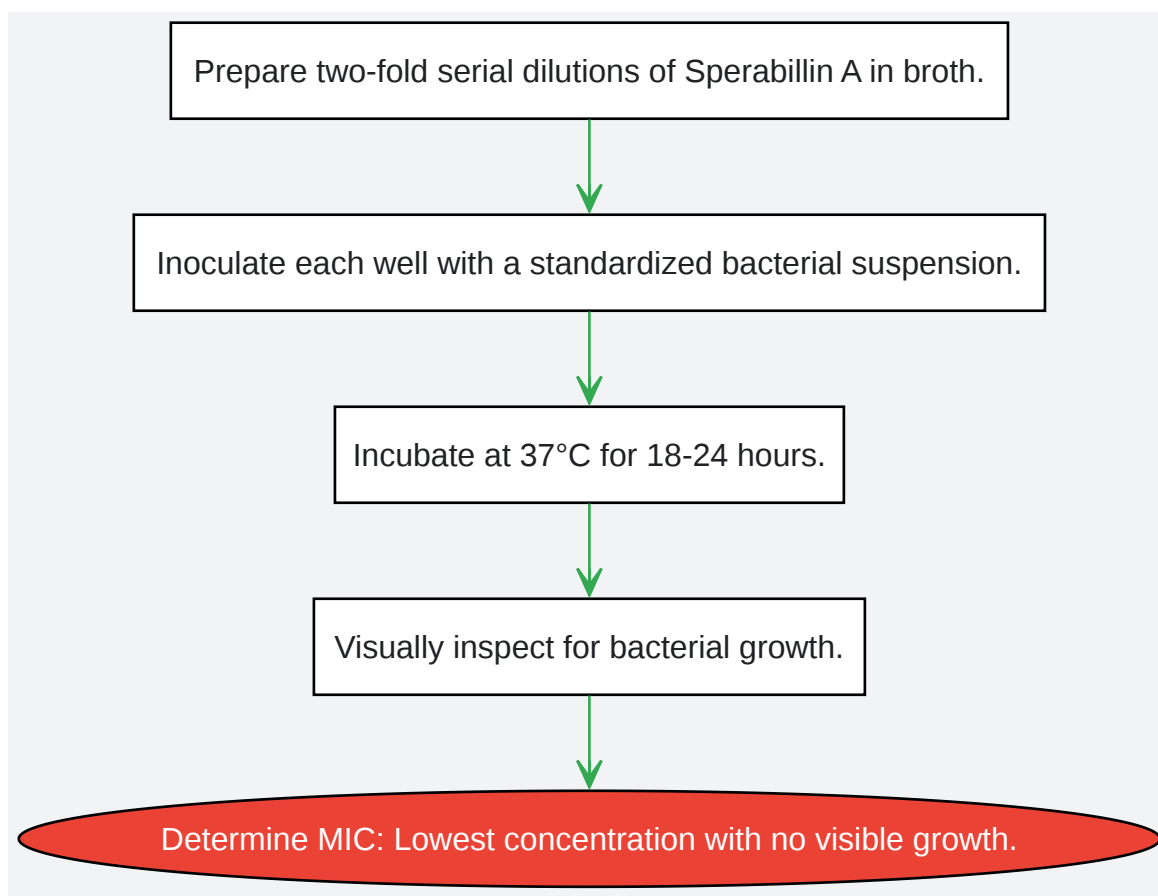 Prepare two-fold serial dilutions of Sperabillin A in broth.
Inoculate each well with a standardized bacterial suspension.
Incubate at 37°C for 18-24 hours.
Visually inspect for bacterial growth.
Determine MIC: Lowest concentration with no visible growth.